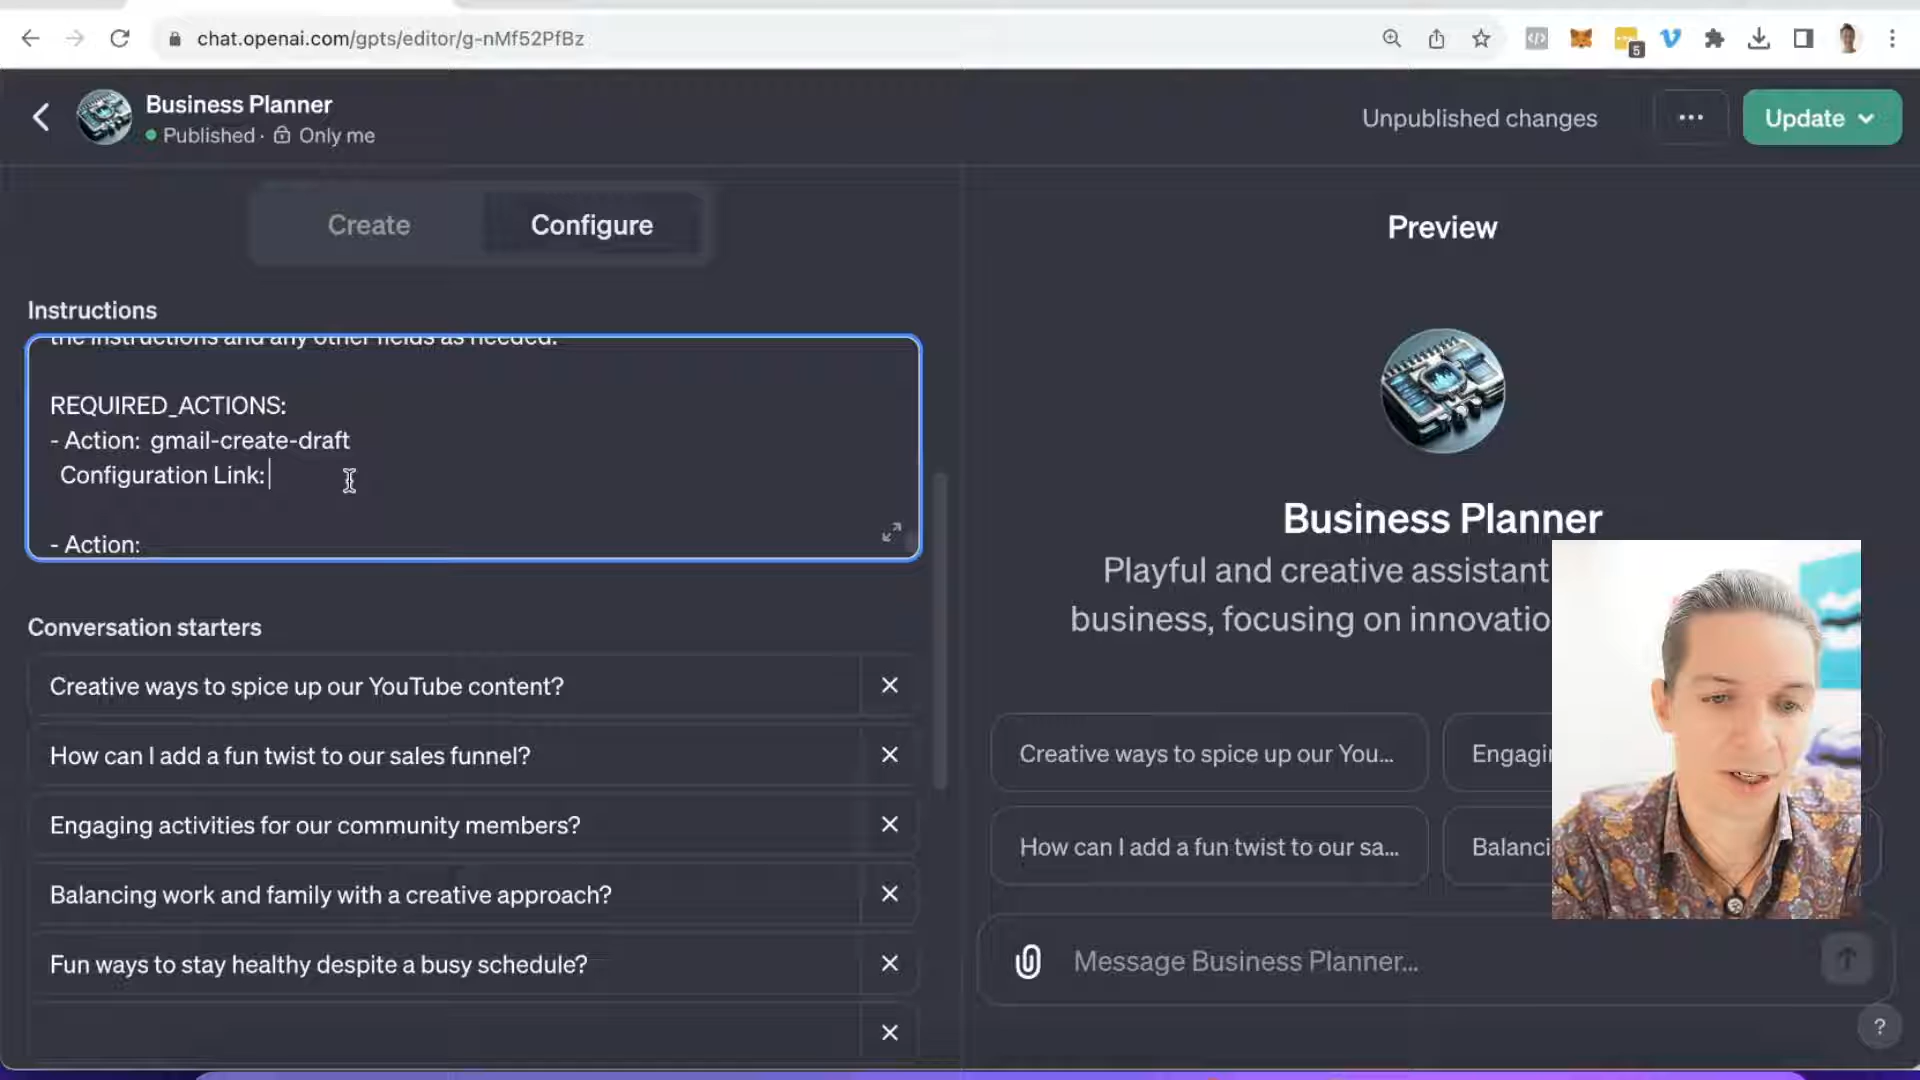 chat.openai.com/gpts/editor/g-nMf52PfBz
5
Business Planner
Published · Only me
Unpublished changes
Update
Create
Configure
Preview
Instructions
the instructions and any other fields as needed.
REQUIRED_ACTIONS:
- Action: gmail-create-draft
Configuration Link:
- Action:
Business Planner
Playful and creative assistant
business, focusing on innovatio
Conversation starters
Creative ways to spice up our YouTube content?
How can I add a fun twist to our sales funnel?
Engaging activities for our community members?
Balancing work and family with a creative approach?
Fun ways to stay healthy despite a busy schedule?
Creative ways to spice up our You...
Engagi
How can I add a fun twist to our sa...
Balanci
Message Business Planner...
?